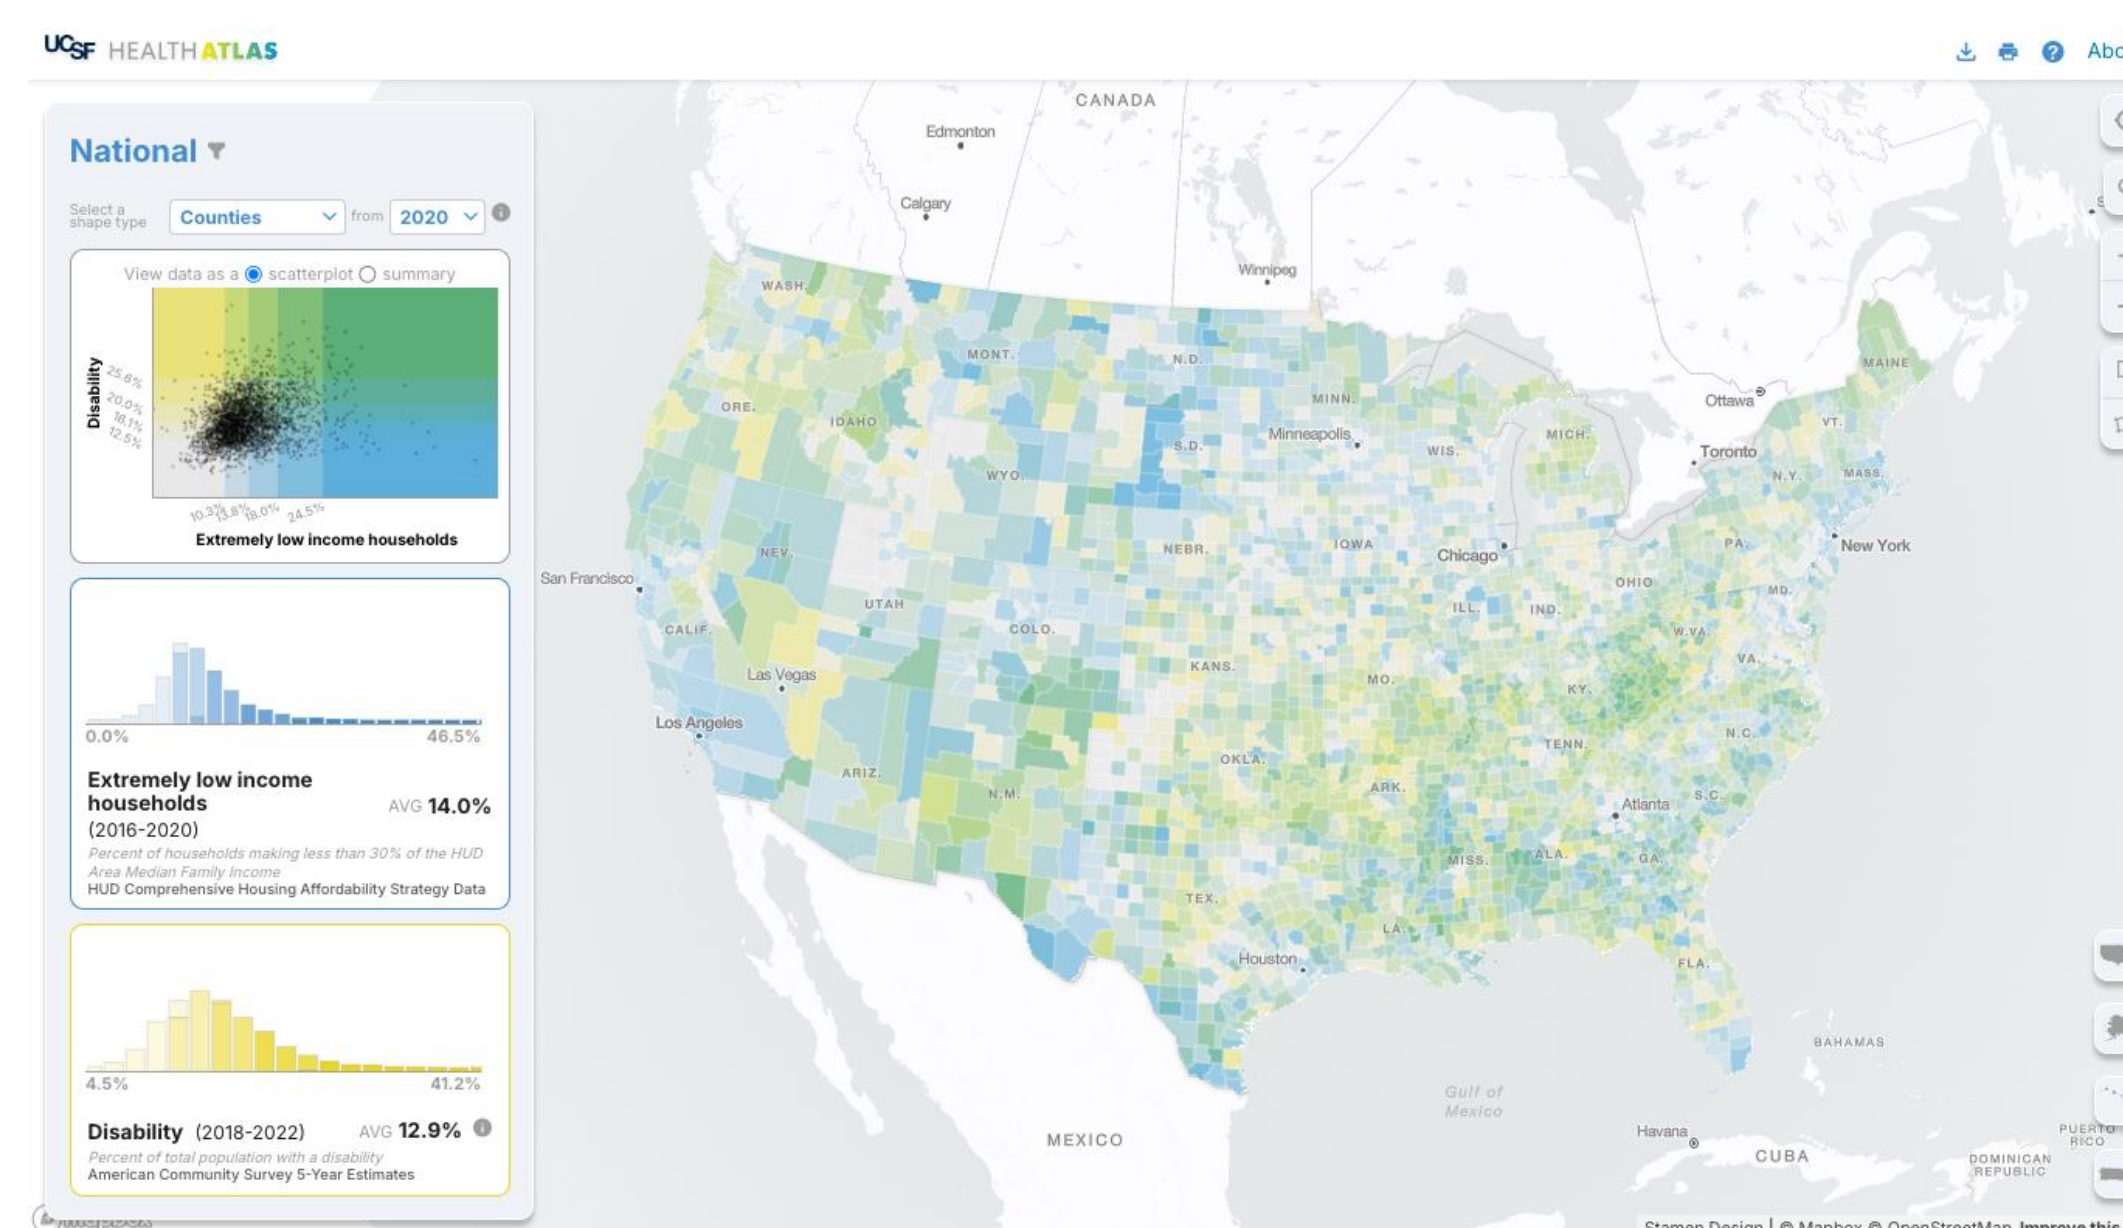 UCSF HEALTH ATLAS
National
Select a
shape type
Counties
from
2020
View data as a scatterplot summary
Disability
25.6%
20.0%
16.1%
12.5%
10.3%
13.8%
18.0%
24.5%
Extremely low income households
0.0%
46.5%
Extremely low income
households
AVG 14.0%
(2016-2020)
Percent of households making less than 30% of the HUD
Area Median Family Income
HUD Comprehensive Housing Affordability Strategy Data
4.5%
41.2%
Disability (2018-2022)
AVG 12.9%
Percent of total population with a disability
American Community Survey 5-Year Estimates
mapbox
CANADA
Edmonton
Calgary
Winnipeg
WASH.
MONT.
N.D.
MAINE
ORE.
IDAHO
MINN.
Ottawa
VT.
Minneapolis
S.D.
WIS.
MICH.
Toronto
WYO.
N.Y.
MASS.
NEV.
NEBR.
IOWA
Chicago
PA.
New York
San Francisco
OHIO
MD.
UTAH
COLO.
ILL.
IND.
CALIF.
W.VA.
Las Vegas
KANS.
MO.
KY.
VA.
Los Angeles
ARIZ.
OKLA.
TENN.
N.C.
N.M.
ARK.
Atlanta
S.C.
MISS.
ALA.
GA.
TEX.
LA.
Houston
FLA.
BAHAMAS
Gulf of
Mexico
MEXICO
Havana
CUBA
PUERTO
RICO
DOMINICAN
REPUBLIC
Stamen Design | © Mapbox © OpenStreetMap Improve this